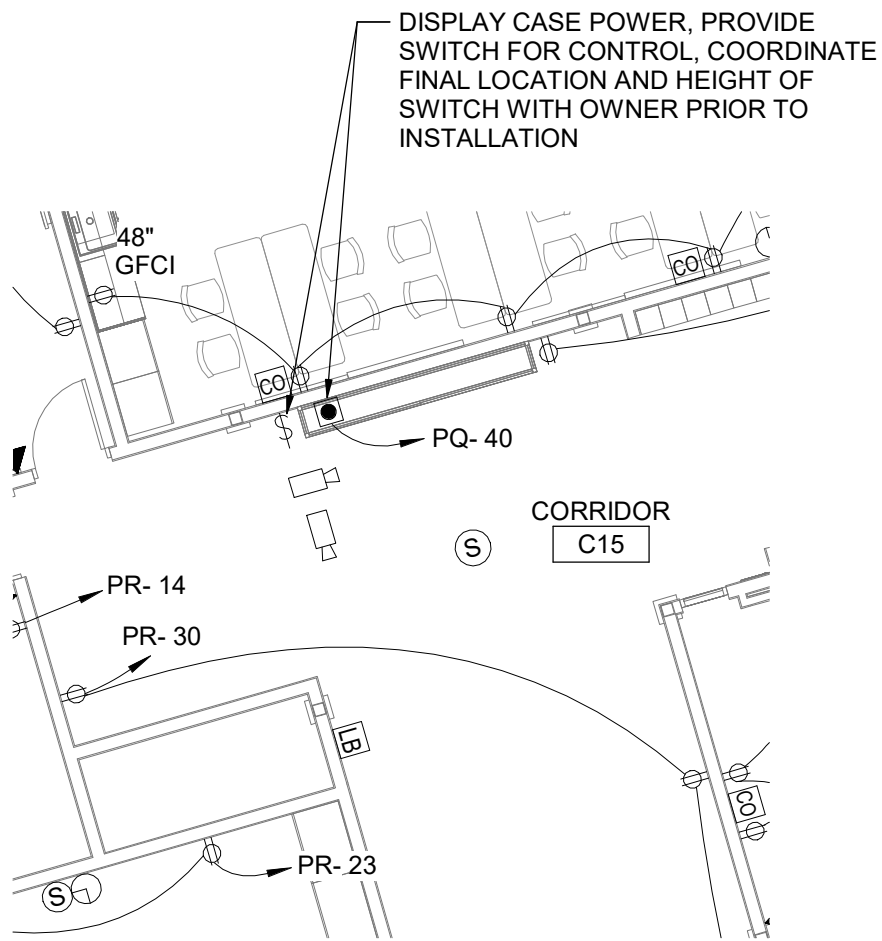 DISPLAY CASE POWER, PROVIDE
SWITCH FOR CONTROL, COORDINATE
FINAL LOCATION AND HEIGHT OF
SWITCH WITH OWNER PRIOR TO
INSTALLATION
48"
GFCI
CO
CO
S
PQ- 40
CORRIDOR
S
C15
PR- 14
PR- 30
LB
CO
PR- 23
S